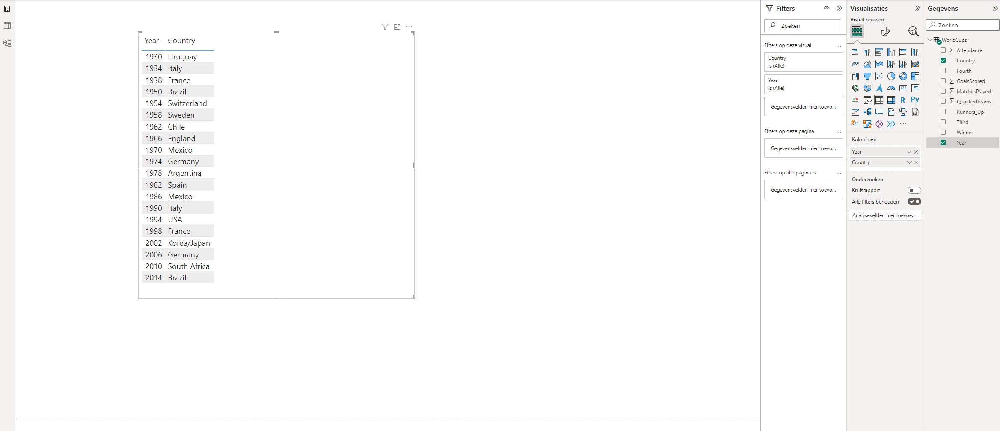 Year Country
1930 Uruguay
1934 Italy
1938 France
1950 Brazil
1954 Switzerland
1958 Sweden
1962 Chile
1966 England
1970 Mexico
1974 Germany
1978 Argentina
1982 Spain
1986 Mexico
1990 Italy
1994 USA
1998 France
2002 Korea/Japan
2006 Germany
2010 South Africa
2014 Brazil
Filters
Zoeken
Filters op deze visual ...
Country
is (Alle)
Year
is (Alle)
Gegevensvelden hier toevo...
Filters op deze pagina ...
Gegevensvelden hier toevo...
Filters op alle pagina 's ...
Gegevensvelden hier toevo...
Visualisaties
Visual bouwen
123
R Py
123
...
Kolommen
Year
Country
Onderzoeken
Kruisrapport
Alle filters behouden
Analysevelden hier toevoe...
Gegevens
Zoeken
WorldCups
∑ Attendance
Country
Fourth
∑ GoalsScored
∑ MatchesPlayed
∑ QualifiedTeams
Runners_Up
Third
Winner
Year